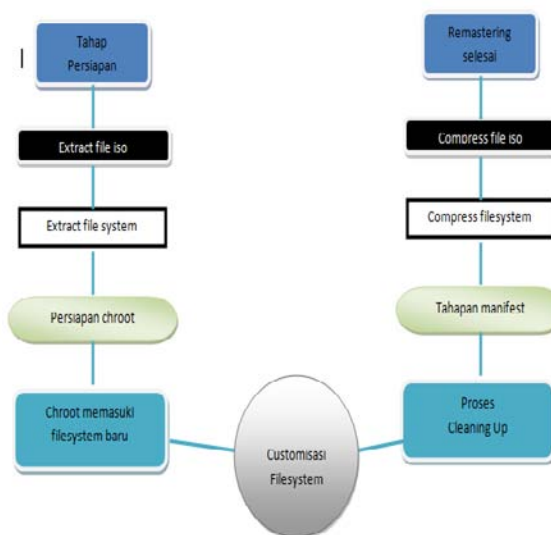 Tahap
Persiapan
Extract file iso
Extract file system
Persiapan chroot
Chroot memasuki
filesystem baru
Customisasi
Filesystem
Proses
Cleaning Up
Tahapan manifest
Compress filesystem
Compress file iso
Remastering
selesai